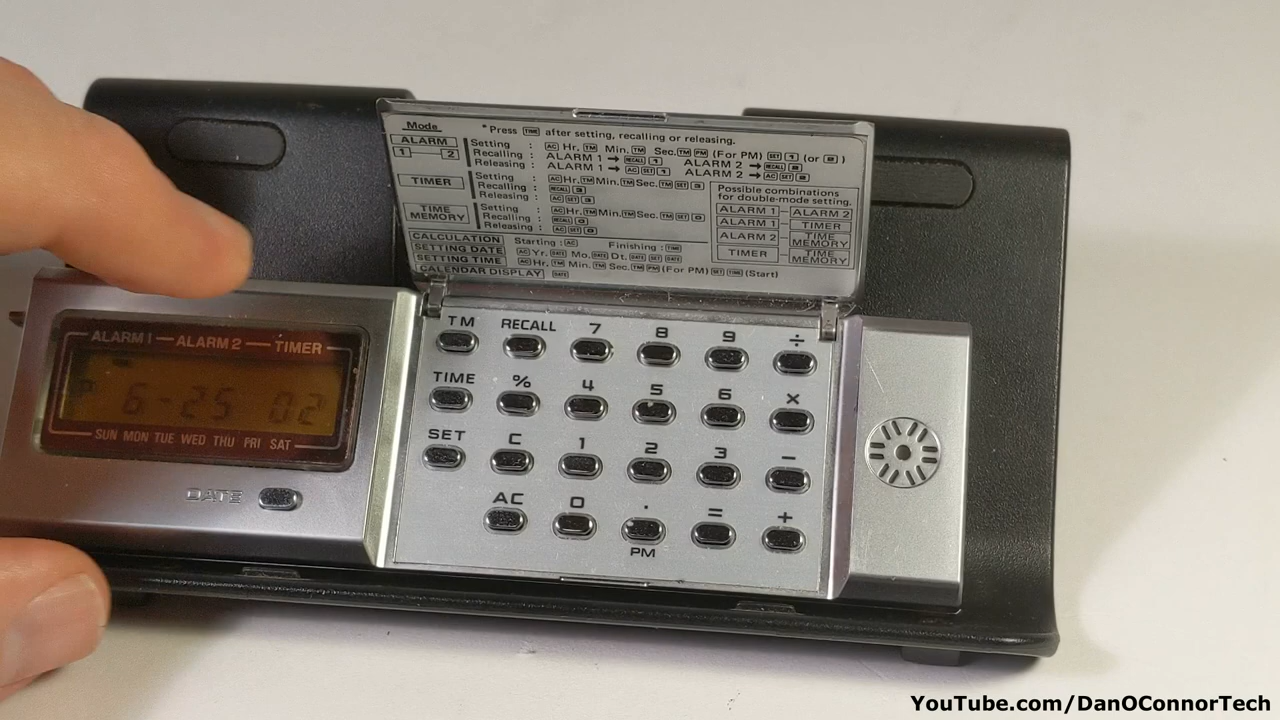 Mode
*Press TIME after setting, recalling or releasing.
ALARM
1 — 2
Setting : AC Hr, TM Min. TM Sec. TM PM (For PM) SET 1 (or 2)
Recalling : ALARM 1 → RECALL 1 ALARM 2 → RECALL 2
Releasing : ALARM 1 → AC SET 1 ALARM 2 → AC SET 2
TIMER
Setting : AC Hr, TM Min. TM Sec. TM SET 3
Recalling : RECALL 3
Releasing : AC SET 3
TIME MEMORY
Setting : AC Hr, TM Min. TM Sec. TM SET 0
Recalling : RECALL 0
Releasing : AC SET 0
Possible combinations
for double-mode setting.
ALARM 1 — ALARM 2
ALARM 1 — TIMER
ALARM 2 — TIME MEMORY
TIMER — TIME MEMORY
CALCULATION Starting : AC Finishing : TIME
SETTING DATE AC Yr. DATE Mo. DATE Dt. DATE SET DATE
SETTING TIME AC Hr, TM Min. TM Sec. TM PM (For PM) SET TIME (Start)
CALENDAR DISPLAY DATE
ALARM 1 — ALARM 2 — TIMER
6-25 02
SUN MON TUE WED THU FRI SAT
DATE
TM RECALL 7 8 9 ÷
TIME % 4 5 6 ×
SET C 1 2 3 −
AC 0 . = +
PM
YouTube.com/DanOConnorTech